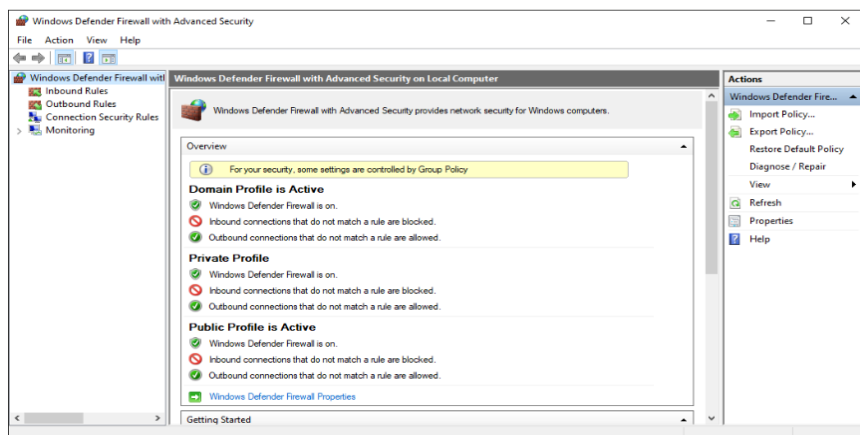 Windows Defender Firewall with Advanced Security
File Action View Help
Windows Defender Firewall with
Inbound Rules
Outbound Rules
Connection Security Rules
Monitoring
Windows Defender Firewall with Advanced Security on Local Computer
Windows Defender Firewall with Advanced Security provides network security for Windows computers.
Overview
For your security, some settings are controlled by Group Policy
Domain Profile is Active
Windows Defender Firewall is on.
Inbound connections that do not match a rule are blocked.
Outbound connections that do not match a rule are allowed.
Private Profile
Windows Defender Firewall is on.
Inbound connections that do not match a rule are blocked.
Outbound connections that do not match a rule are allowed.
Public Profile is Active
Windows Defender Firewall is on.
Inbound connections that do not match a rule are blocked.
Outbound connections that do not match a rule are allowed.
Windows Defender Firewall Properties
Getting Started
Actions
Windows Defender Fire...
Import Policy...
Export Policy...
Restore Default Policy
Diagnose / Repair
View
Refresh
Properties
Help